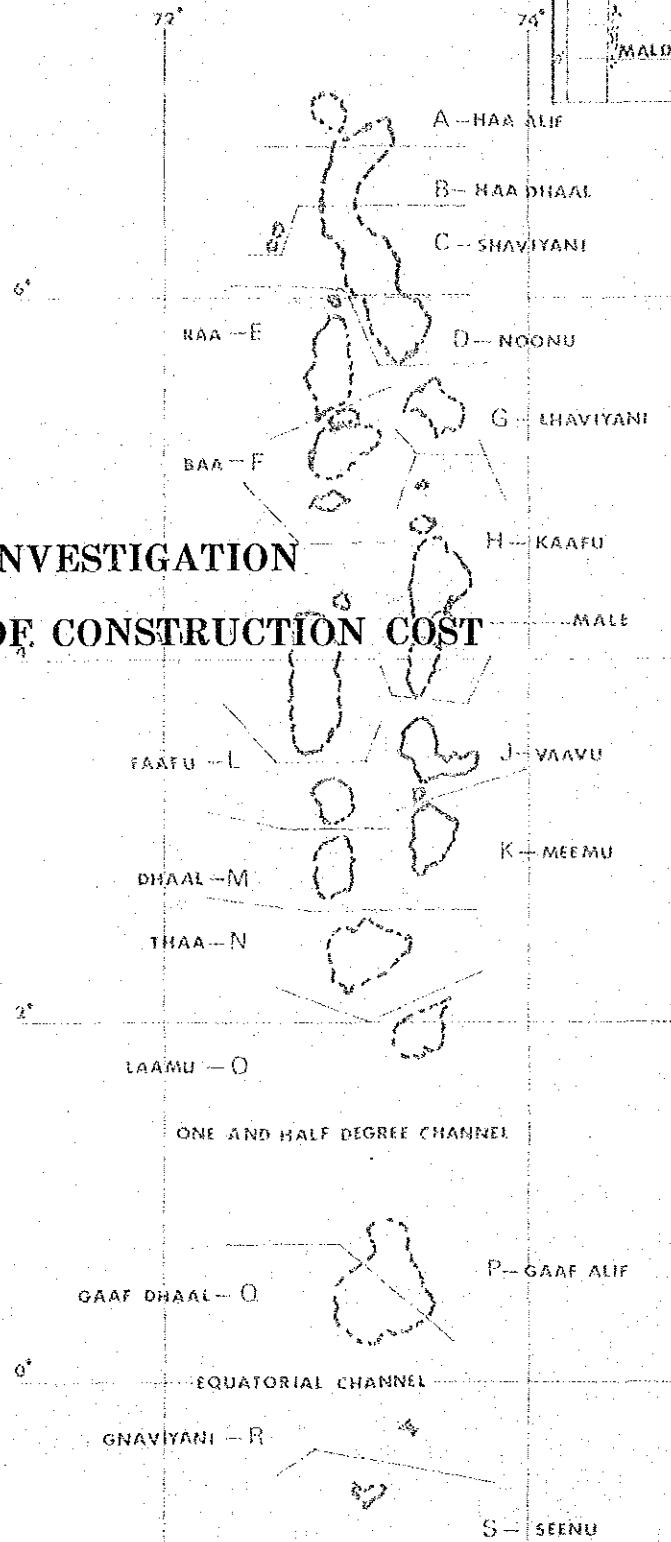 72° 74°
MALD
A—HAA ALIF
B—HAA DHAAL
C—SHAVIYANI
6°
RAA—E
D—NOONU
G—LHAVIYANI
BAA—F
H—KAAFU
NVESTIGATION
MALE
OF CONSTRUCTION COST
FAAFU—L
J—VAAVU
K—MEEMU
DHAAL—M
THAA—N
2°
LAAMU—O
ONE AND HALF DEGREE CHANNEL
P—GAAF ALIF
GAAF DHAAL—Q
0°
EQUATORIAL CHANNEL
GNAVIYANI—R
S—SEENU